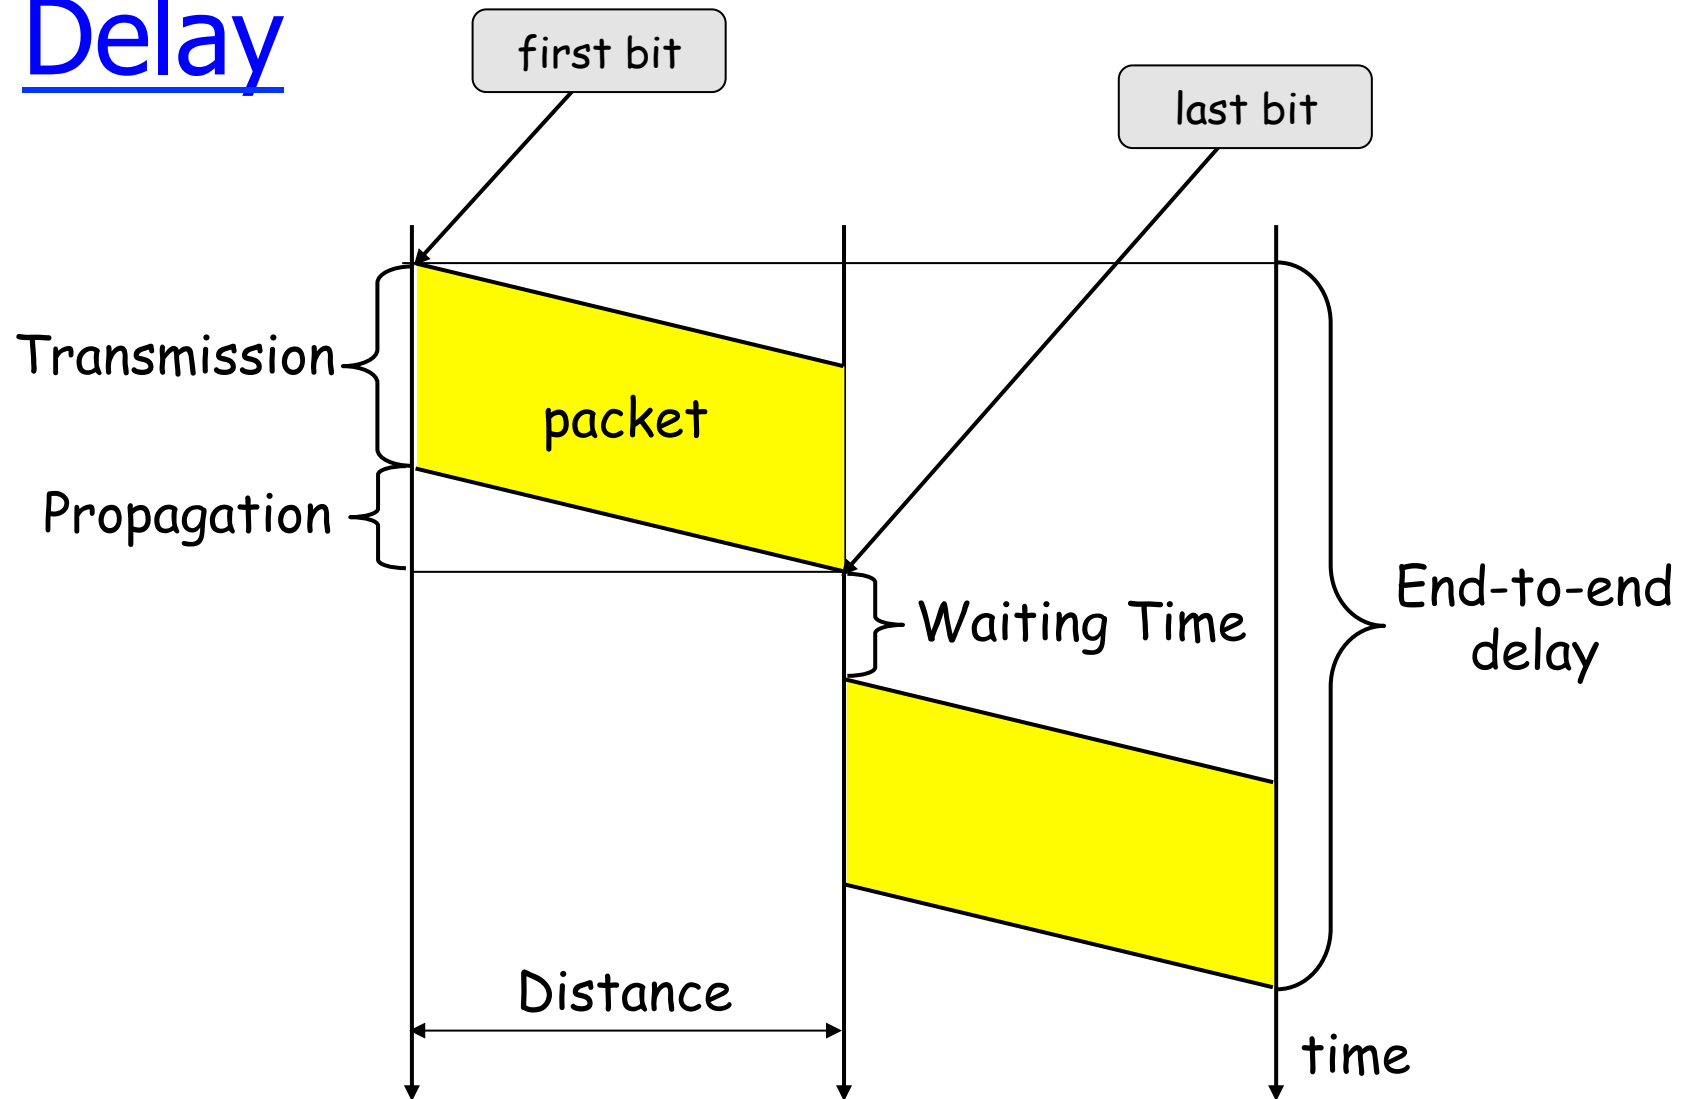 Delay
first bit
last bit
Transmission
packet
Propagation
Waiting Time
End-to-end
delay
Distance
time